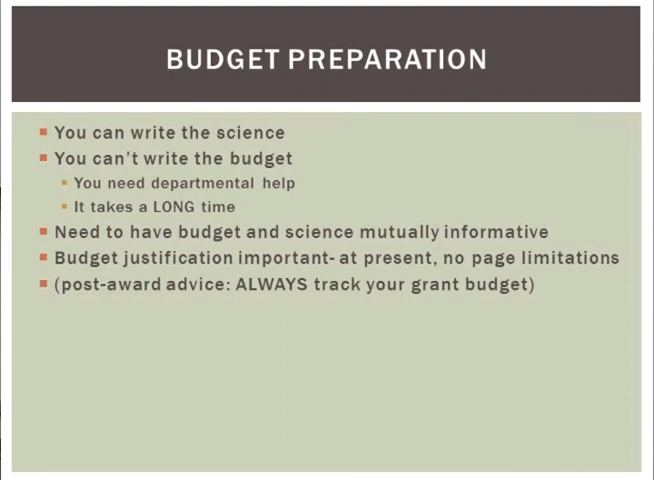 BUDGET PREPARATION
You can write the science
You can't write the budget
You need departmental help
It takes a LONG time
Need to have budget and science mutually informative
Budget justification important- at present, no page limitations
(post-award advice: ALWAYS track your grant budget)